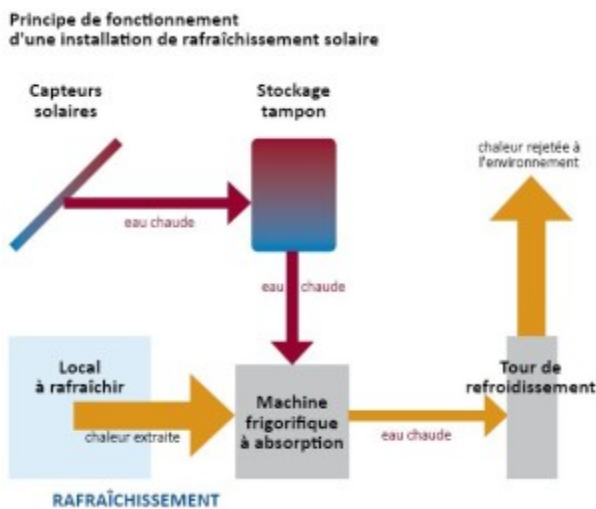 Principe de fonctionnement
d'une installation de rafraîchissement solaire
Capteurs
solaires
Stockage
tampon
chaleur rejetée à
l'environnement
eau chaude
eau chaude
Local
à rafraîchir
Tour de
refroidissement
Machine
frigorifique
à absorption
chaleur extraite
eau chaude
RAFRAÎCHISSEMENT